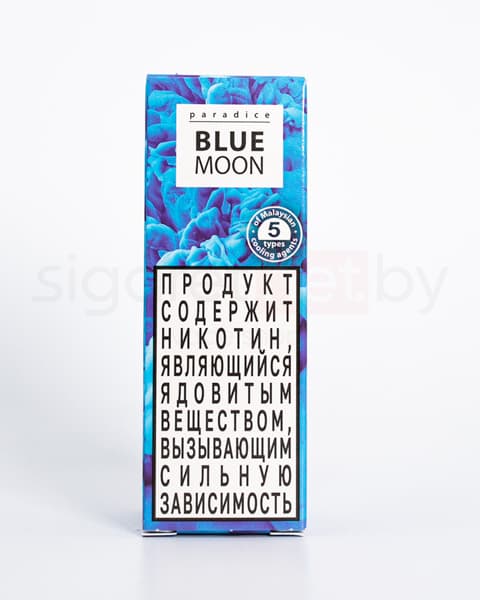 paradice
BLUE
MOON
of Malaysian
5
types
cooling agents
ПРОДУКТ
СОДЕРЖИТ
НИКОТИН,
ЯВЛЯЮЩИЙСЯ
ЯДОВИТЫМ
ВЕЩЕСТВОМ,
ВЫЗЫВАЮЩИМ
СИЛЬНУЮ
ЗАВИСИМОСТЬ